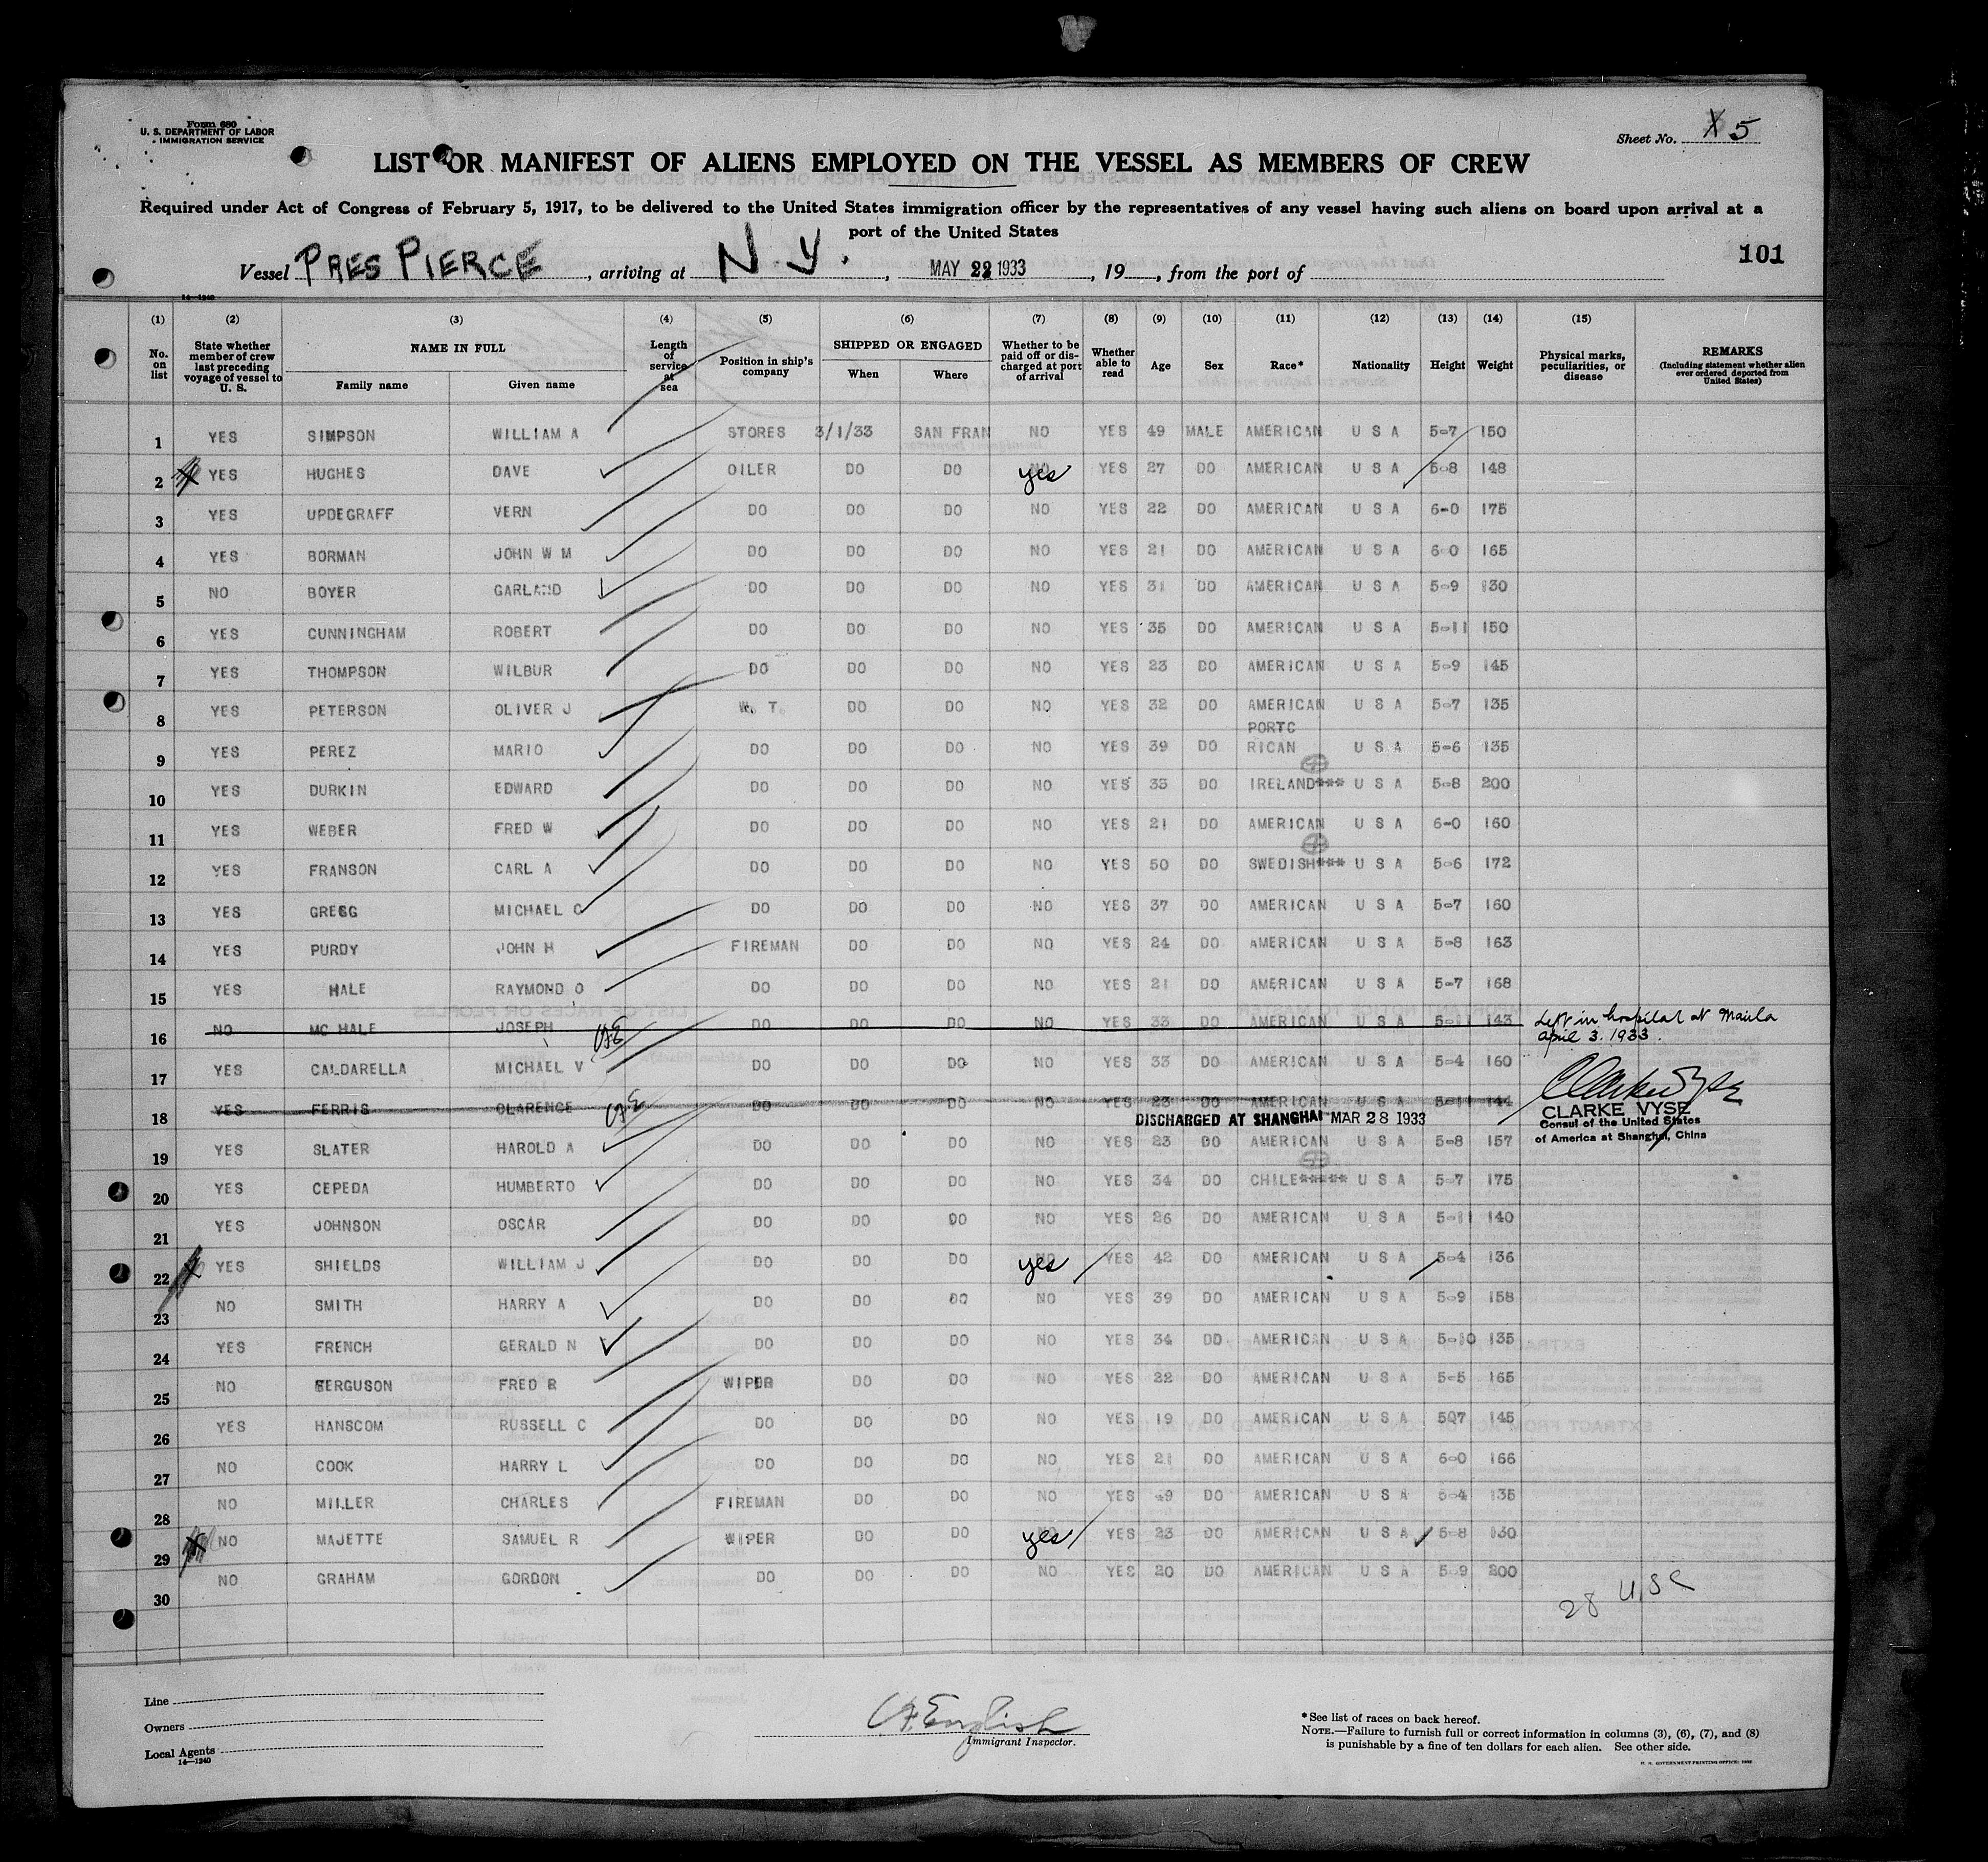 Form 680
U. S. DEPARTMENT OF LABOR
IMMIGRATION SERVICE
Sheet No. X 5
LIST OR MANIFEST OF ALIENS EMPLOYED ON THE VESSEL AS MEMBERS OF CREW
Required under Act of Congress of February 5, 1917, to be delivered to the United States immigration officer by the representatives of any vessel having such aliens on board upon arrival at a
port of the United States
101
Vessel PRES PIERCE, arriving at N Y., MAY 22 1933, 19, from the port of
14—1240
(1) (2) (3) (4) (5) (6) (7) (8) (9) (10) (11) (12) (13) (14) (15)
No. on list State whether member of crew last preceding voyage of vessel to U. S. NAME IN FULL Family name Given name Length of service at sea Position in ship's company SHIPPED OR ENGAGED When Where Whether to be paid off or discharged at port of arrival Whether able to read Age Sex Race* Nationality Height Weight Physical marks, peculiarities, or disease REMARKS (Including statement whether alien ever ordered deported from United States)
1 YES SIMPSON WILLIAM A STORES 3/1/33 SAN FRAN NO YES 49 MALE AMERICAN U S A 5-7 150
2 YES HUGHES DAVE OILER DO DO NO yes YES 27 DO AMERICAN U S A 5-8 148
3 YES UPDEGRAFF VERN DO DO DO NO YES 22 DO AMERICAN U S A 6-0 175
4 YES BORMAN JOHN W M DO DO DO NO YES 21 DO AMERICAN U S A 6-0 165
5 NO BOYER GARLAND DO DO DO NO YES 31 DO AMERICAN U S A 5-9 130
6 YES CUNNINGHAM ROBERT DO DO DO NO YES 35 DO AMERICAN U S A 5-11 150
7 YES THOMPSON WILBUR DO DO DO NO YES 23 DO AMERICAN U S A 5-9 145
8 YES PETERSON OLIVER J W. T. DO DO NO YES 32 DO AMERICAN U S A 5-7 135
9 YES PEREZ MARIO DO DO DO NO YES 39 DO PORTO RICAN U S A 5-6 135
10 YES DURKIN EDWARD DO DO DO NO YES 33 DO IRELAND*** U S A 5-8 200
11 YES WEBER FRED W DO DO DO NO YES 21 DO AMERICAN U S A 6-0 160
12 YES FRANSON CARL A DO DO DO NO YES 50 DO SWEDISH*** U S A 5-6 172
13 YES GREGG MICHAEL C DO DO DO NO YES 37 DO AMERICAN U S A 5-7 160
14 YES PURDY JOHN H FIREMAN DO DO NO YES 24 DO AMERICAN U S A 5-8 163
15 YES HALE RAYMOND O DO DO DO NO YES 21 DO AMERICAN U S A 5-7 168
16 NO MC HALE JOSEPH DO DO DO NO YES 33 DO AMERICAN U S A 5-11 143 Left in hospital at Manila
April 3. 1933.
17 YES CALDARELLA MICHAEL V DO DO DO NO YES 33 DO AMERICAN U S A 5-4 160
18 YES FERRIS CLARENCE DO DO DO NO YES 23 DO AMERICAN U S A 5-11 144
DISCHARGED AT SHANGHAI MAR 28 1933
Clarke Vyse
CLARKE VYSE
Consul of the United States
of America at Shanghai, China
19 YES SLATER HAROLD A DO DO DO NO YES 23 DO AMERICAN U S A 5-8 157
20 YES CEPEDA HUMBERTO DO DO DO NO YES 34 DO CHILE***** U S A 5-7 175
21 YES JOHNSON OSCAR DO DO DO NO YES 26 DO AMERICAN U S A 5-11 140
22 YES SHIELDS WILLIAM J DO DO DO NO yes YES 42 DO AMERICAN U S A 5-4 136
23 NO SMITH HARRY A DO DO DO NO YES 39 DO AMERICAN U S A 5-9 158
24 YES FRENCH GERALD N DO DO DO NO YES 34 DO AMERICAN U S A 5-10 135
25 NO FERGUSON FRED R WIPER DO DO NO YES 22 DO AMERICAN U S A 5-5 165
26 YES HANSCOM RUSSELL C DO DO DO NO YES 19 DO AMERICAN U S A 5Q7 145
27 NO COOK HARRY L DO DO DO NO YES 21 DO AMERICAN U S A 6-0 166
28 NO MILLER CHARLES FIREMAN DO DO NO YES 49 DO AMERICAN U S A 5-4 135
29 NO MAJETTE SAMUEL R WIPER DO DO yes YES 23 DO AMERICAN U S A 5-8 130
30 NO GRAHAM GORDON DO DO DO NO YES 20 DO AMERICAN U S A 5-9 200
28 USC
Line
Owners
Local Agents
14—1240
C.F. English
Immigrant Inspector.
*See list of races on back hereof.
NOTE.—Failure to furnish full or correct information in columns (3), (6), (7), and (8)
is punishable by a fine of ten dollars for each alien. See other side.
U. S. GOVERNMENT PRINTING OFFICE: 1932